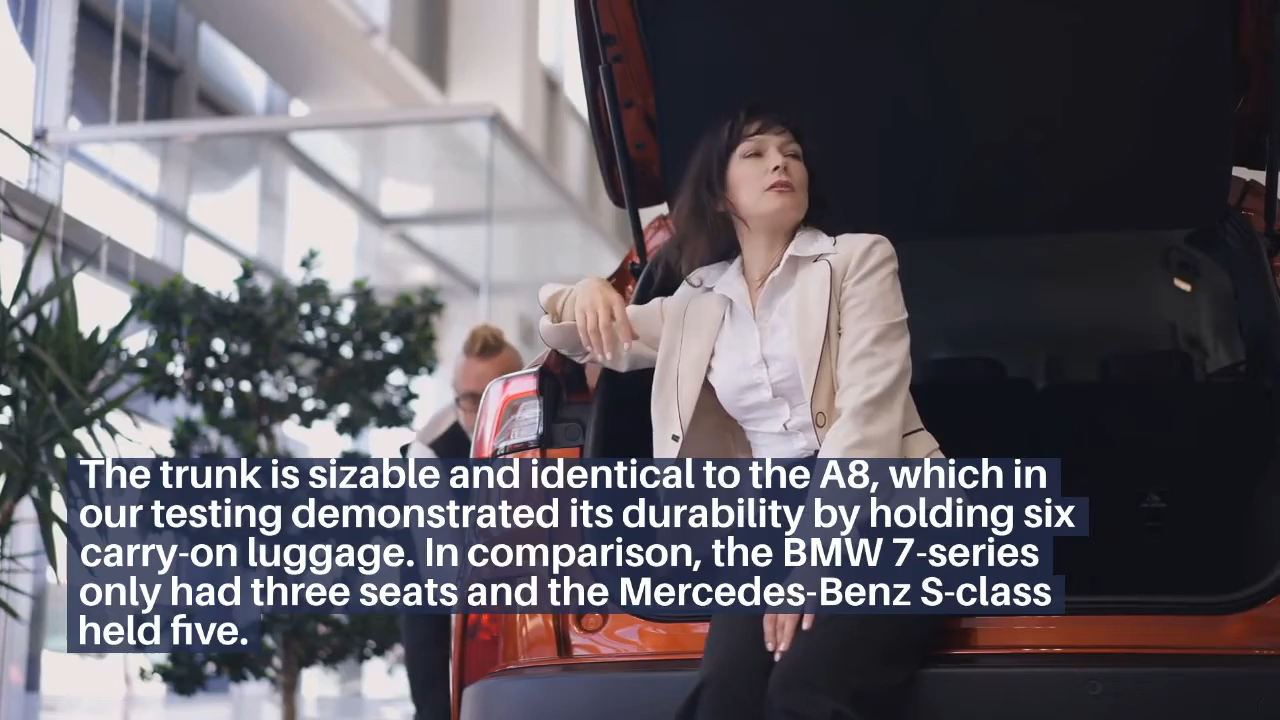 The trunk is sizable and identical to the A8, which in
our testing demonstrated its durability by holding six
carry-on luggage. In comparison, the BMW 7-series
only had three seats and the Mercedes-Benz S-class
held five.